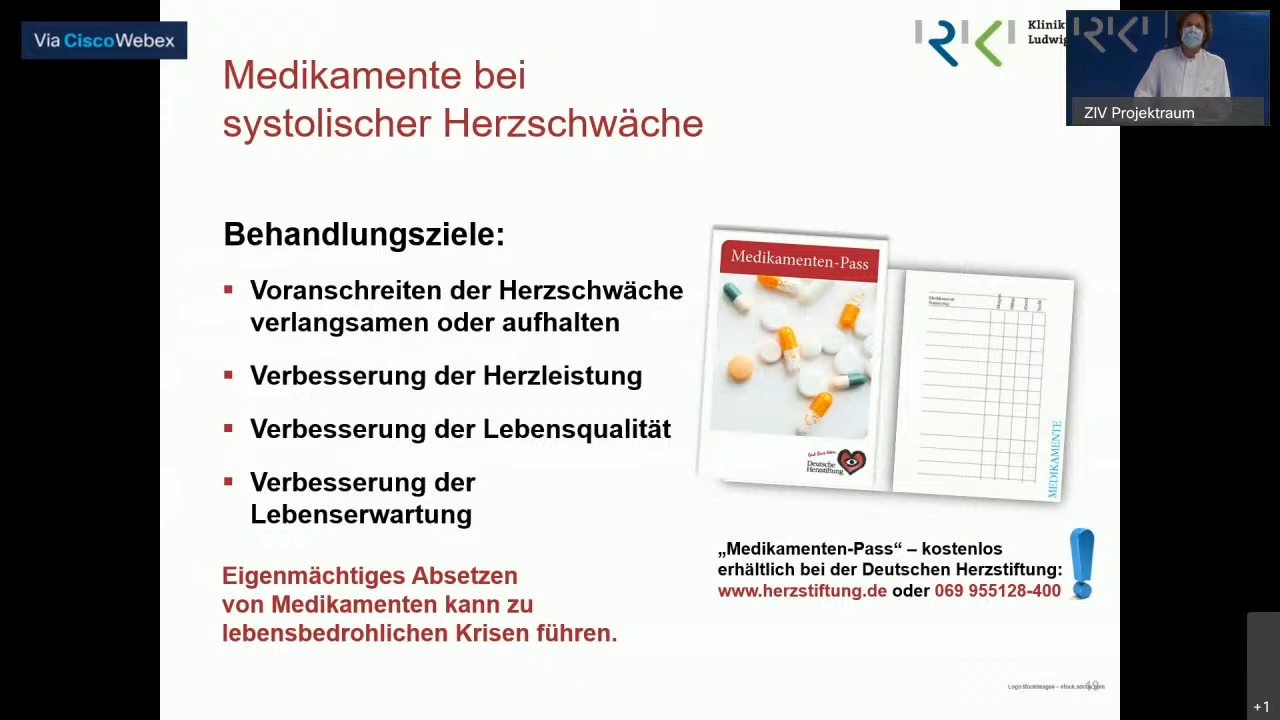 Via CiscoWebex
Klinik
Ludwig
ZIV Projektraum
Medikamente bei
systolischer Herzschwäche
Behandlungsziele:
Voranschreiten der Herzschwäche
verlangsamen oder aufhalten
Verbesserung der Herzleistung
Verbesserung der Lebensqualität
Verbesserung der
Lebenserwartung
Eigenmächtiges Absetzen
von Medikamenten kann zu
lebensbedrohlichen Krisen führen.
Medikamenten-Pass
Deutsche
Herzstiftung
MEDIKAMENTE
„Medikamenten-Pass“ – kostenlos
erhältlich bei der Deutschen Herzstiftung:
www.herzstiftung.de oder 069 955128-400
+1